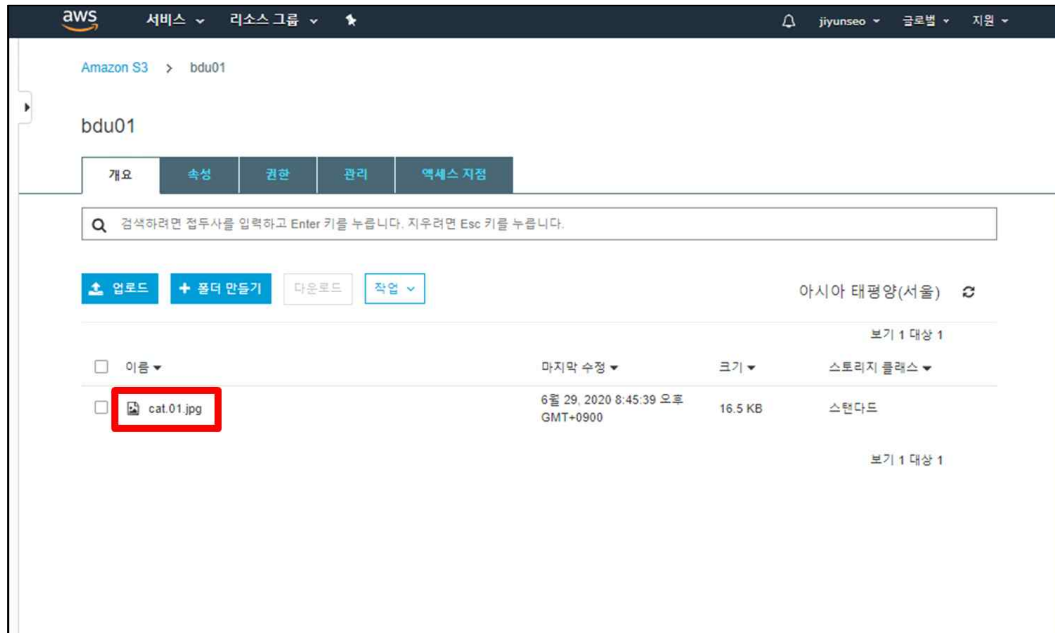 aws 서비스 리소스 그룹 jiyunseo 글로벌 지원
Amazon S3 > bdu01
bdu01
개요 속성 권한 관리 액세스 지점
검색하려면 접두사를 입력하고 Enter 키를 누릅니다. 지우려면 Esc 키를 누릅니다.
업로드 + 폴더 만들기 다운로드 작업 아시아 태평양(서울)
보기 1 대상 1
이름 마지막 수정 크기 스토리지 클래스
cat.01.jpg 6월 29, 2020 8:45:39 오후 16.5 KB 스탠다드
GMT+0900
보기 1 대상 1